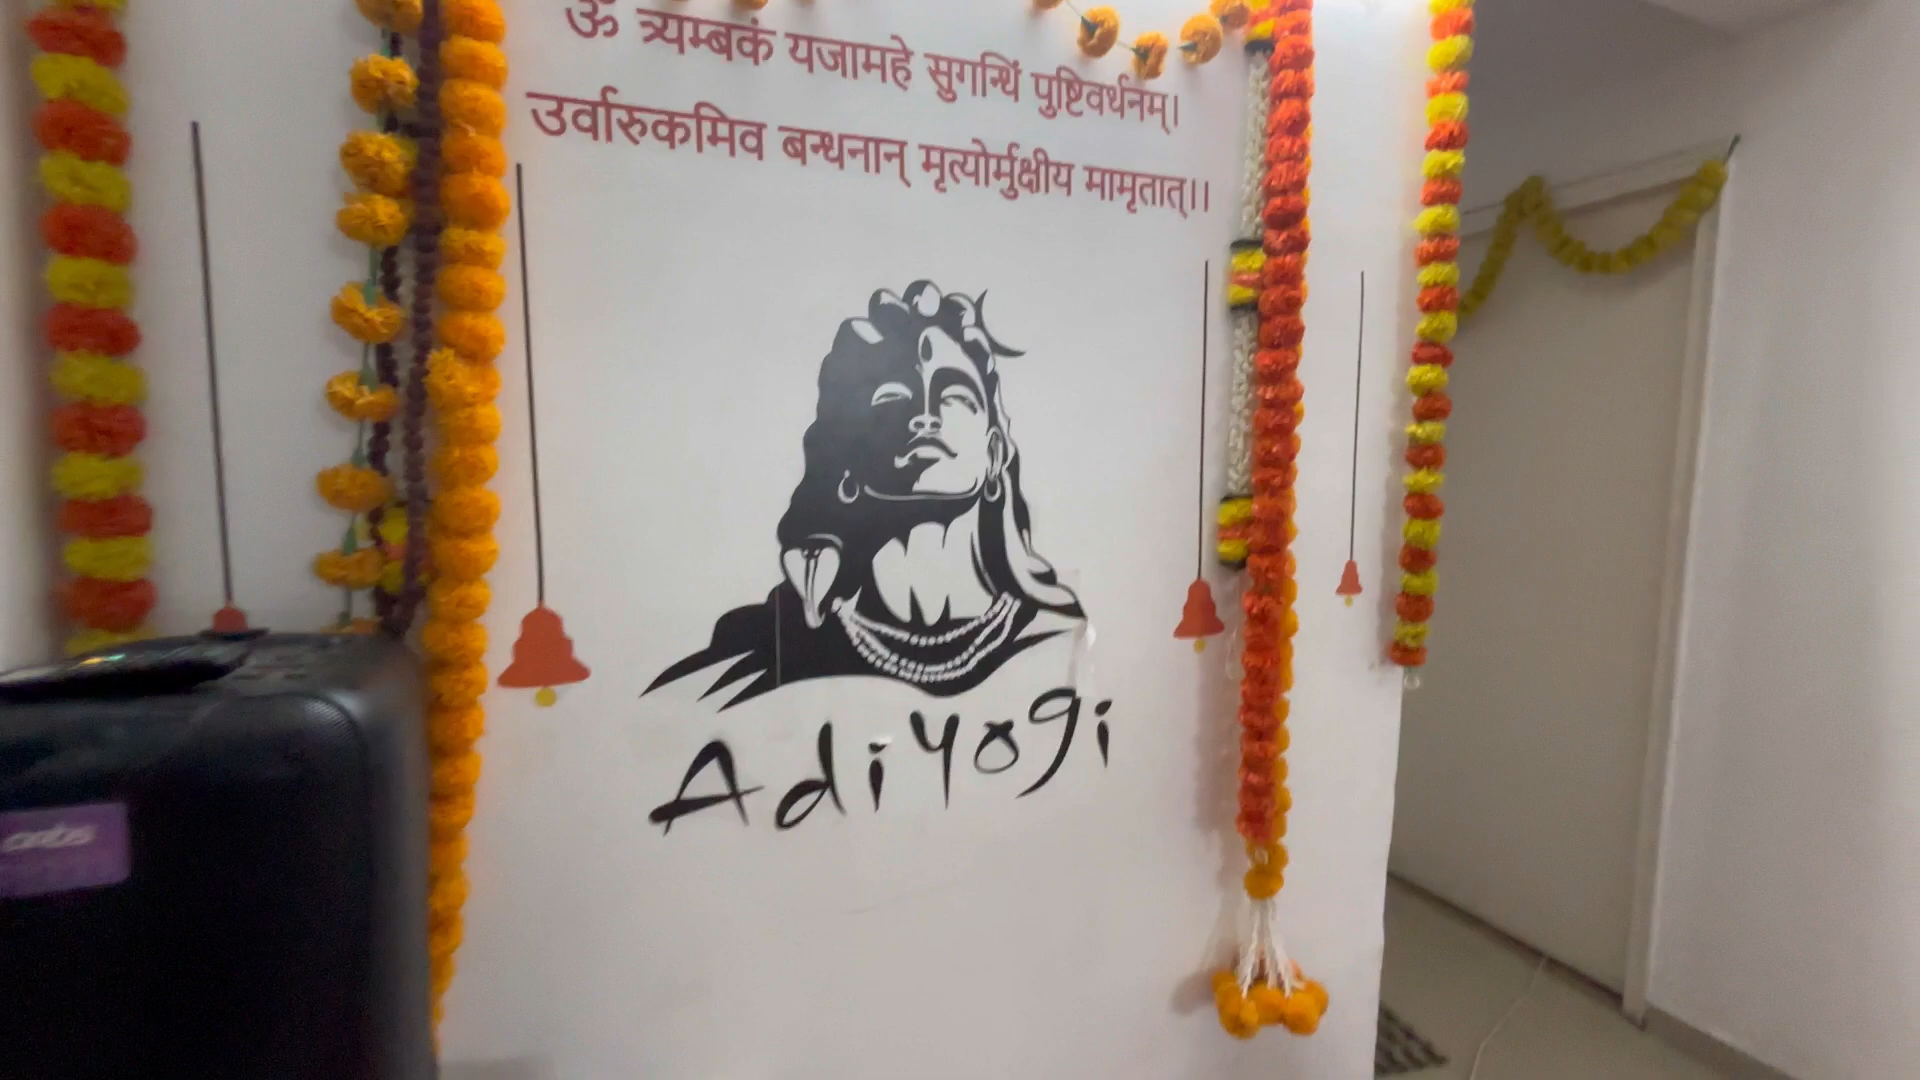 ॐ त्र्यम्बकं यजामहे सुगन्धिं पुष्टिवर्धनम्।
उर्वारुकमिव बन्धनान् मृत्योर्मुक्षीय मामृतात्।।
AdiYogi